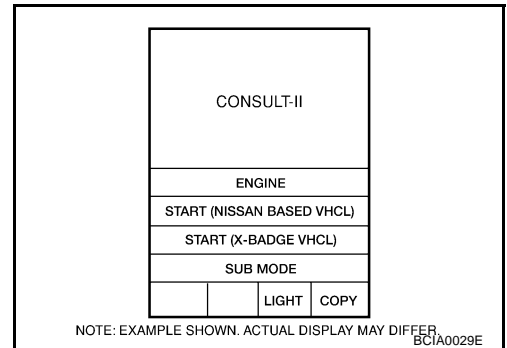 CONSULT-II
ENGINE
START (NISSAN BASED VHCL)
START (X-BADGE VHCL)
SUB MODE
LIGHT COPY
NOTE: EXAMPLE SHOWN. ACTUAL DISPLAY MAY DIFFER.
BCIA0029E